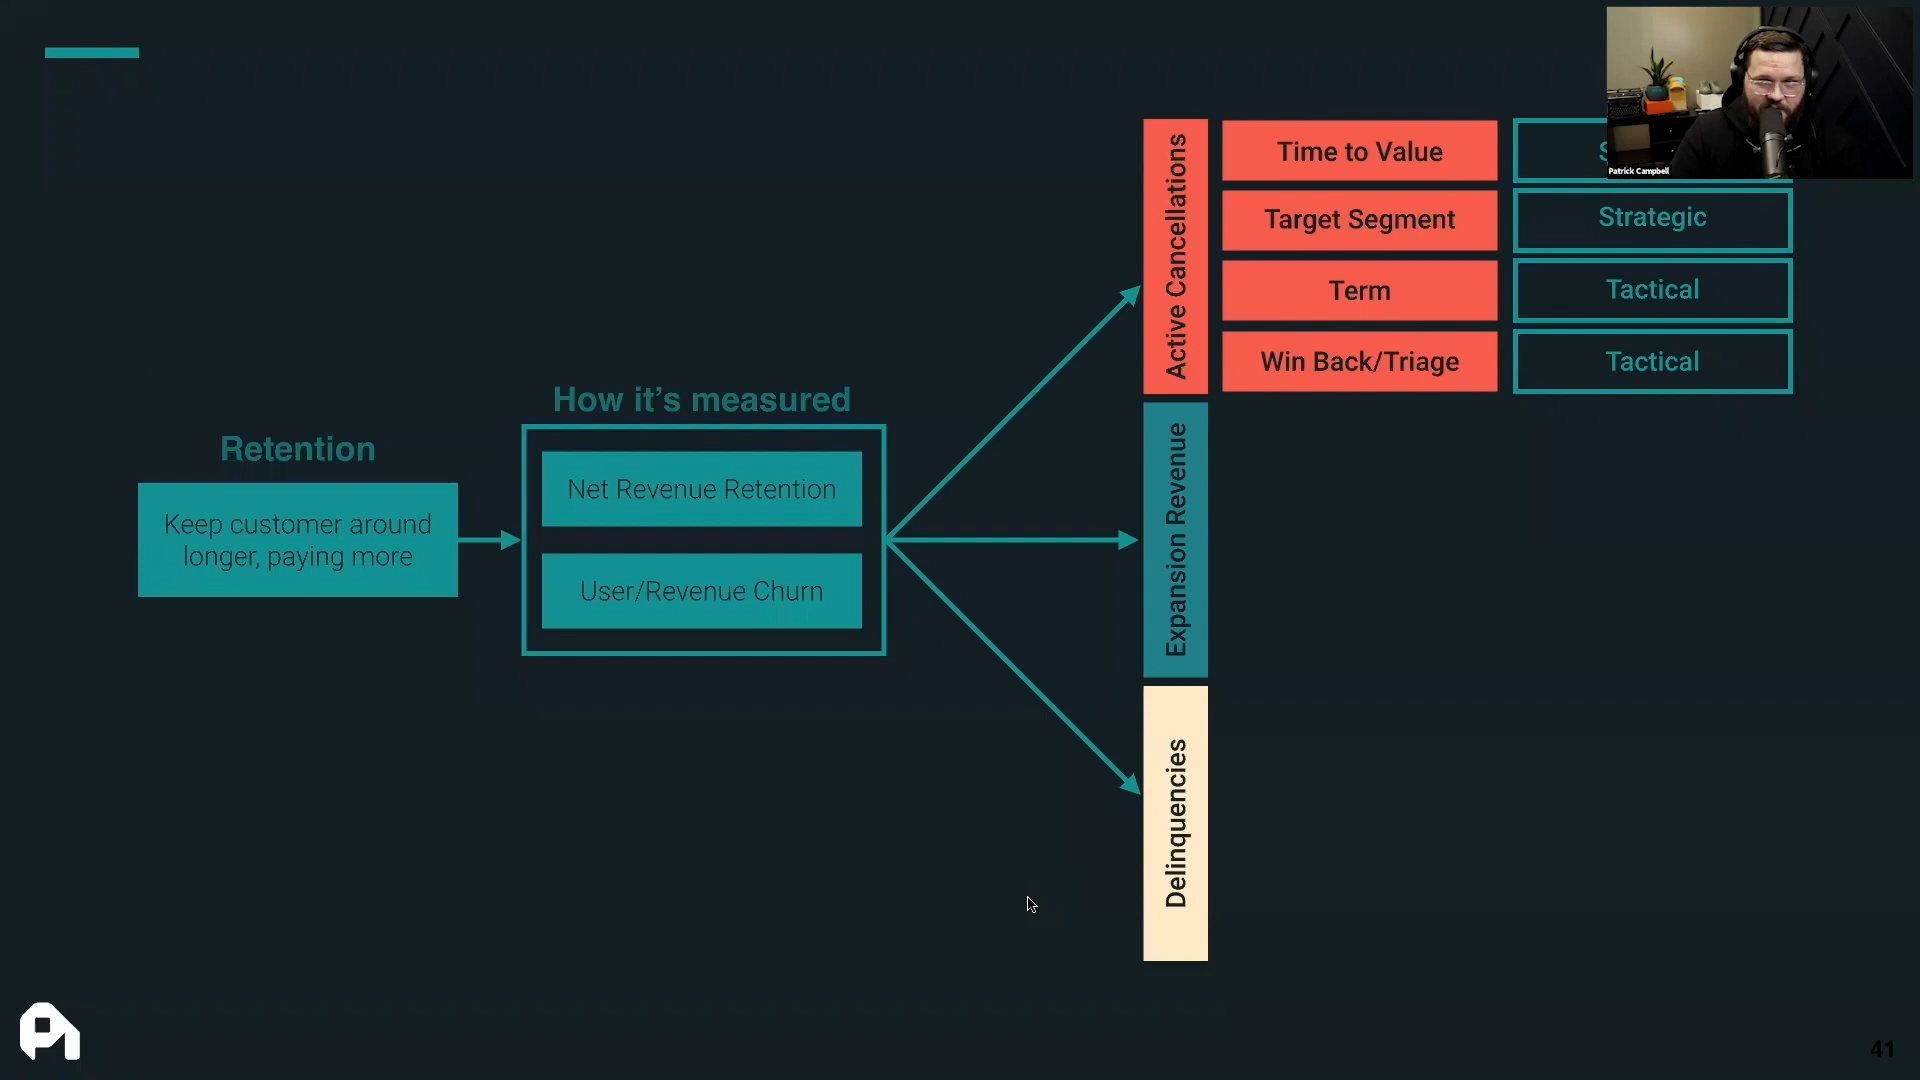 Retention
Keep customer around
longer, paying more
How it's measured
Net Revenue Retention
User/Revenue Churn
Active Cancellations
Time to Value
Target Segment
Strategic
Term
Tactical
Win Back/Triage
Tactical
Expansion Revenue
Delinquencies
Patrick Campbell
41